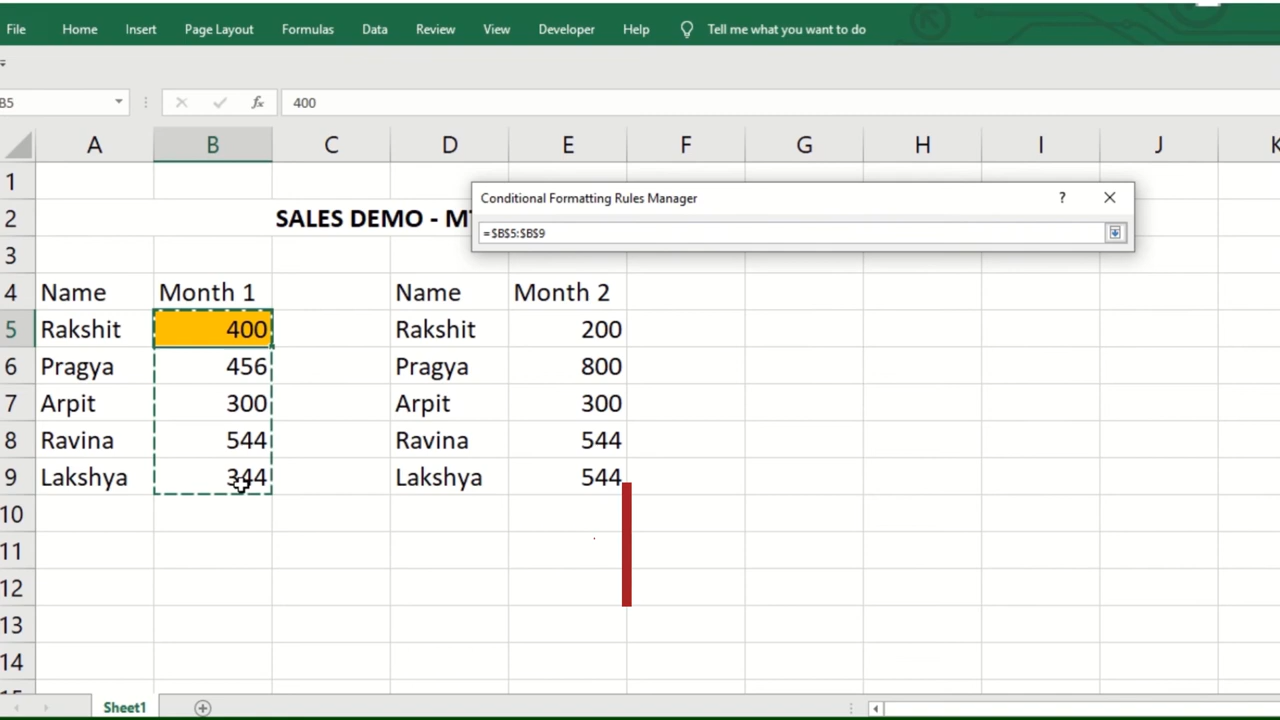 File Home Insert Page Layout Formulas Data Review View Developer Help Tell me what you want to do
B5 fx 400
A B C D E F G H I J K
1
Conditional Formatting Rules Manager ?
2 SALES DEMO -
=$B$5:$B$9
3
4 Name Month 1 Name Month 2
5 Rakshit 400 Rakshit 200
6 Pragya 456 Pragya 800
7 Arpit 300 Arpit 300
8 Ravina 544 Ravina 544
9 Lakshya 344 Lakshya 544
10
11
12
13
14
Sheet1